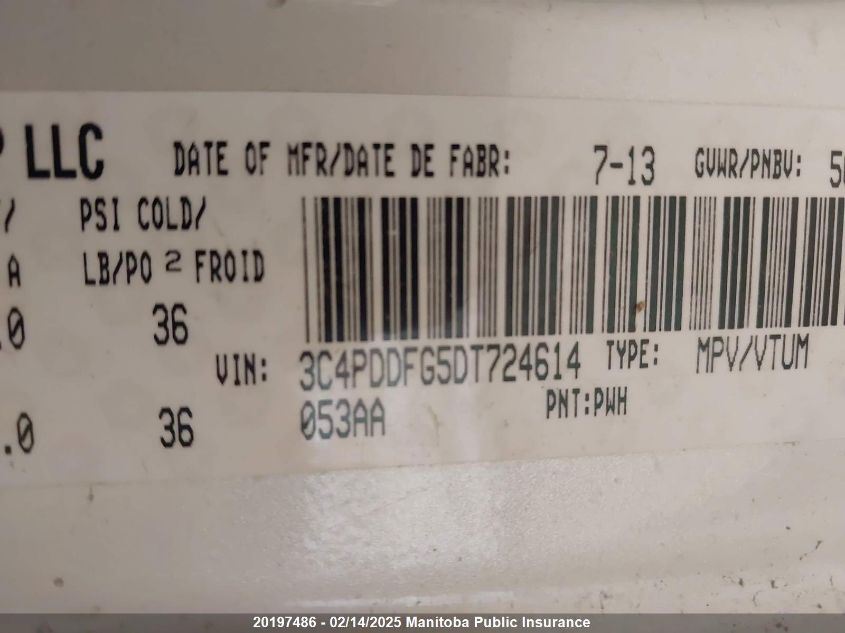 P LLC DATE OF MFR/DATE DE FABR: 7-13 GVWR/PNBV: 5
/ PSI COLD/
A LB/PO 2 FROID
.0 36
VIN: 3C4PDDFG5DT724614 TYPE: MPV/VTUM
.0 36 053AA PNT:PWH
20197486 - 02/14/2025 Manitoba Public Insurance